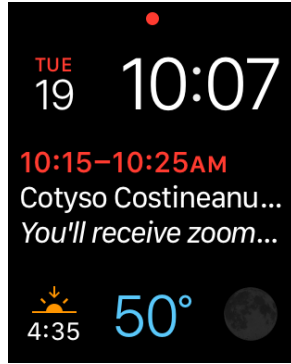 TUE
19
10:07
10:15–10:25AM
Cotyso Costineanu...
You'll receive zoom...
4:35
50°